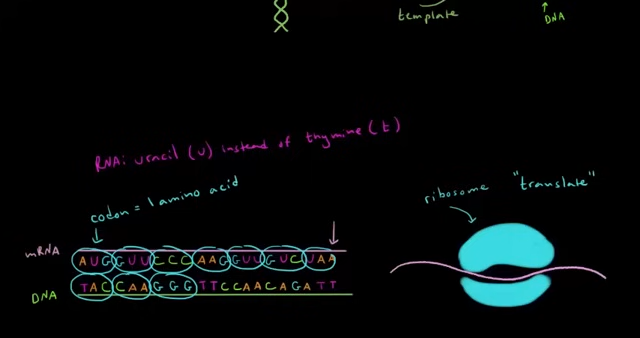 template
DNA
RNA: uracil (u) instead of thymine (t)
codon = 1 amino acid
ribosome "translate"
mRNA AUGGUUCCCAAGGUUGUCUAA
DNA TACCAAGGGTTCCAACAGATT